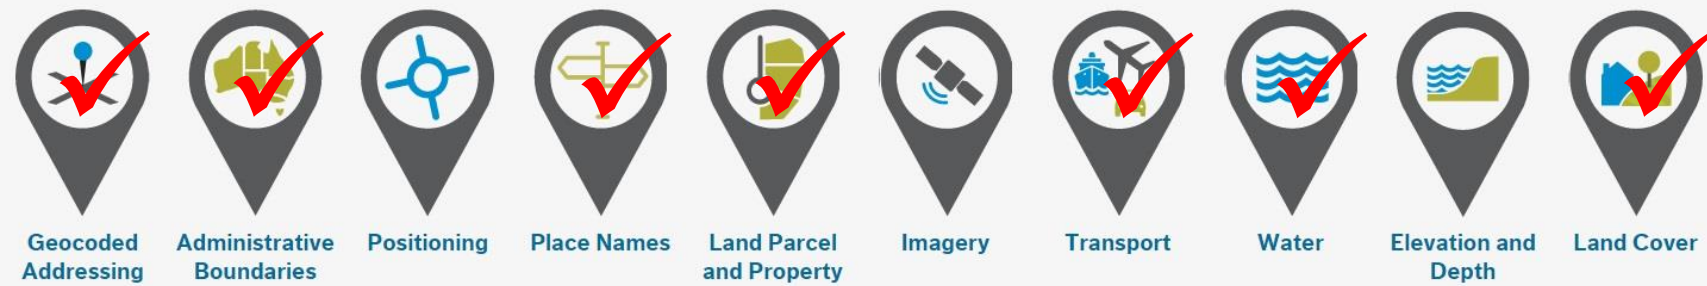 Geocoded
Addressing
Administrative
Boundaries
Positioning
Place Names
Land Parcel
and Property
Imagery
Transport
Water
Elevation and
Depth
Land Cover